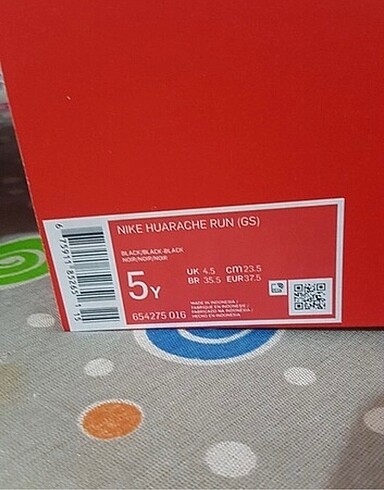 NIKE HUARACHE RUN (GS)
BLACK/BLACK-BLACK
NOIR/NOIR/NOIR
5Y
UK 4.5 CM 23.5
BR 35.5 EUR 37.5
654275 016
MADE IN INDONESIA /
FABRIQUE EN INDONESIE /
FABRICADO NA INDONESIA /
HECHO EN INDONESIA